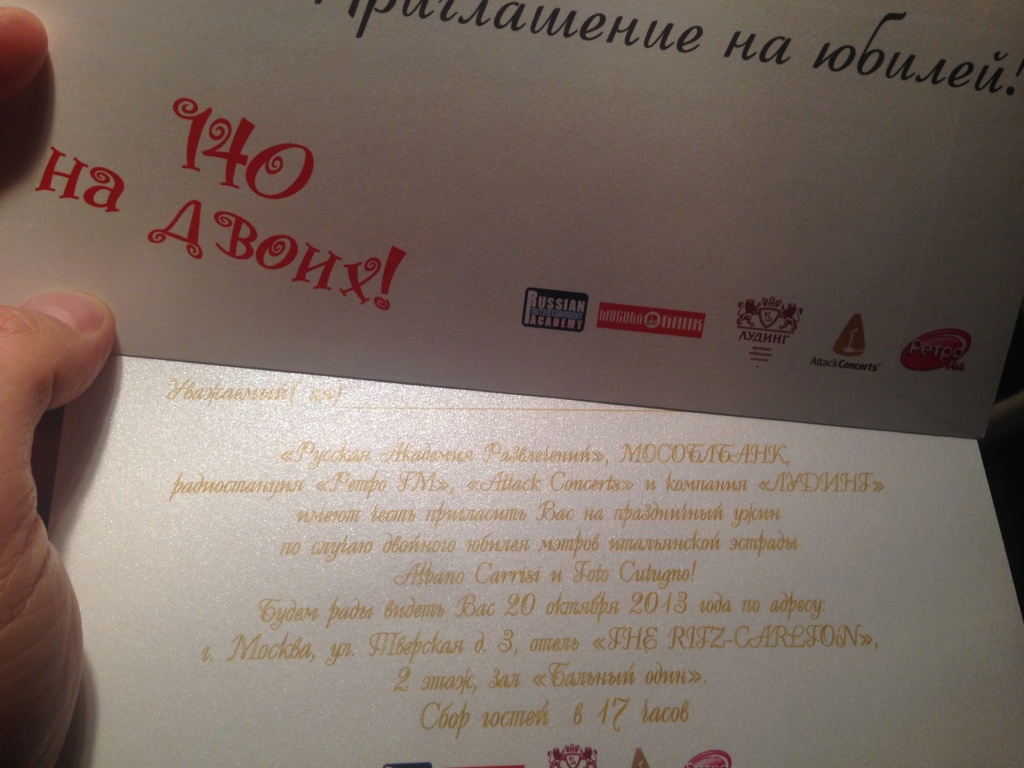 Приглашение на юбилей!
140
на двоих!
RUSSIAN
ENTERTAINMENT
ACADEMY
МОСОБЛБАНК
ЛУДИНГ
AttackConcerts
Ретро
FM
Уважаемый( ая)
«Русская Академия Развлечений», МОСОБЛБАНК,
радиостанция «Ретро FM», «Attack Concerts» и компания «ЛУДИНГ»
имеют честь пригласить Вас на праздничный ужин
по случаю двойного юбилея мэтров итальянской эстрады
Albano Carrisi и Toto Cutugno!
Будем рады видеть Вас 20 октября 2013 года по адресу:
г. Москва, ул. Тверская д. 3, отель «THE RITZ-CARLTON»,
2 этаж, зал «Бальный один».
Сбор гостей в 17 часов